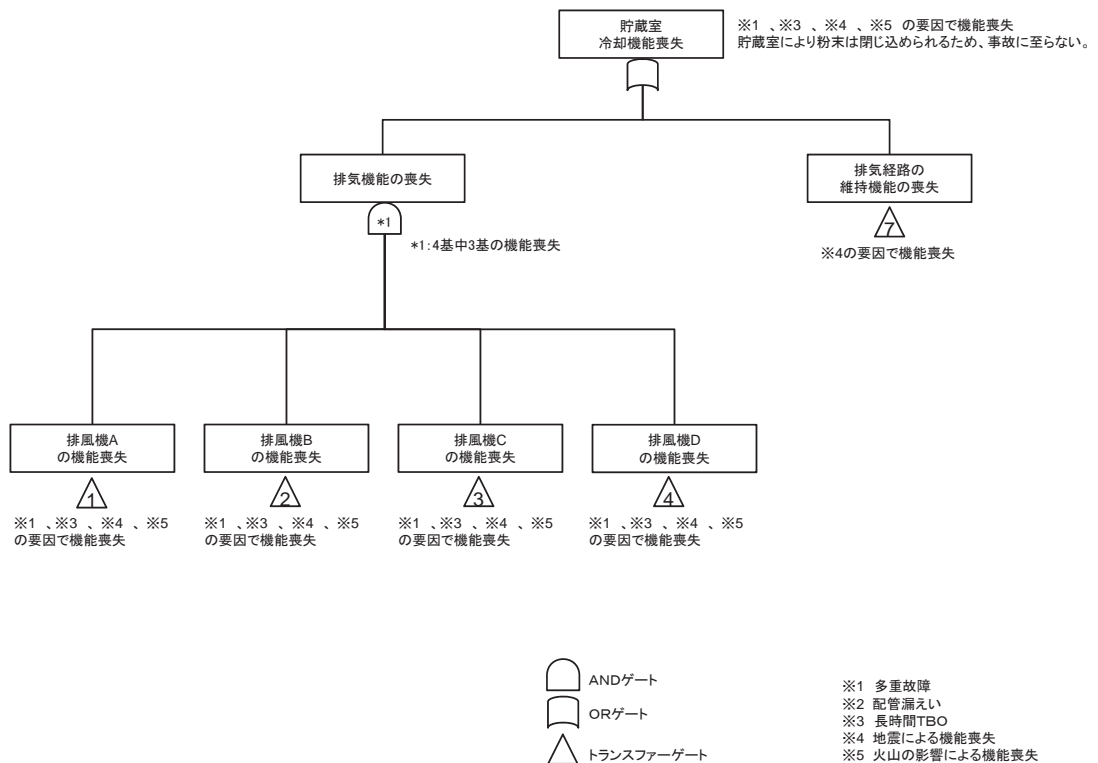 貯蔵室
冷却機能喪失
※1 、※3 、※4 、※5 の要因で機能喪失
貯蔵室により粉末は閉じ込められるため、事故に至らない。
排気機能の喪失
排気経路の
維持機能の喪失
*1
*1:4基中3基の機能喪失
7
※4の要因で機能喪失
排風機A
の機能喪失
排風機B
の機能喪失
排風機C
の機能喪失
排風機D
の機能喪失
1
2
3
4
※1 、※3 、※4 、※5
の要因で機能喪失
※1 、※3 、※4 、※5
の要因で機能喪失
※1 、※3 、※4 、※5
の要因で機能喪失
※1 、※3 、※4 、※5
の要因で機能喪失
ANDゲート
ORゲート
トランスファーゲート
※1 多重故障
※2 配管漏えい
※3 長時間TBO
※4 地震による機能喪失
※5 火山の影響による機能喪失